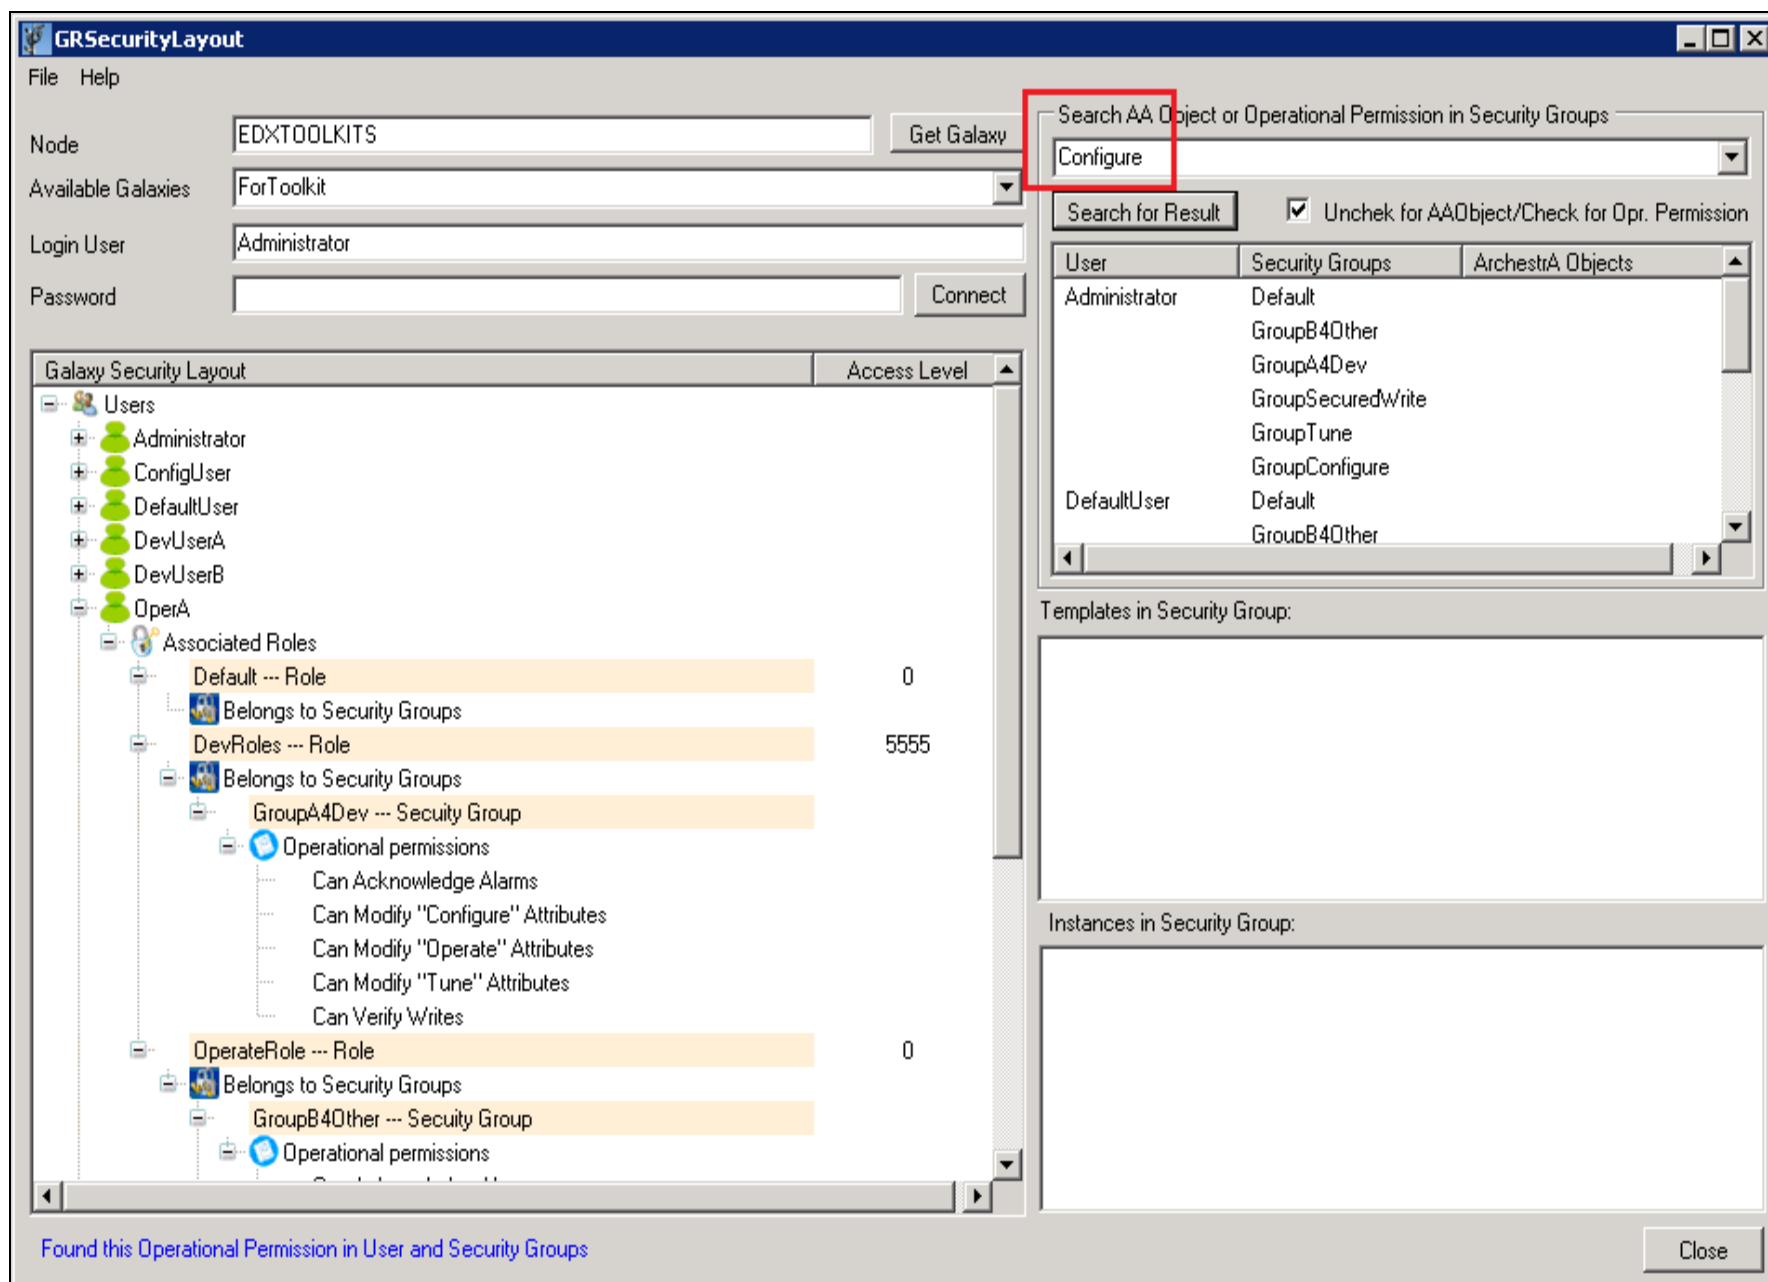 GRSecurityLayout
File Help
Node
EDXTOOLKITS
Get Galaxy
Available Galaxies
ForToolkit
Login User
Administrator
Password
Connect
Galaxy Security Layout
Access Level
Users
Administrator
ConfigUser
DefaultUser
DevUserA
DevUserB
OperA
Associated Roles
Default --- Role 0
Belongs to Security Groups
DevRoles --- Role 5555
Belongs to Security Groups
GroupA4Dev --- Secuity Group
Operational permissions
Can Acknowledge Alarms
Can Modify "Configure" Attributes
Can Modify "Operate" Attributes
Can Modify "Tune" Attributes
Can Verify Writes
OperateRole --- Role 0
Belongs to Security Groups
GroupB4Other --- Secuity Group
Operational permissions
Found this Operational Permission in User and Security Groups
Search AA Object or Operational Permission in Security Groups
Configure
Search for Result
Unchek for AAObject/Check for Opr. Permission
User Security Groups ArchestrA Objects
Administrator Default
GroupB4Other
GroupA4Dev
GroupSecuredWrite
GroupTune
GroupConfigure
DefaultUser Default
GroupB4Other
Templates in Security Group:
Instances in Security Group:
Close